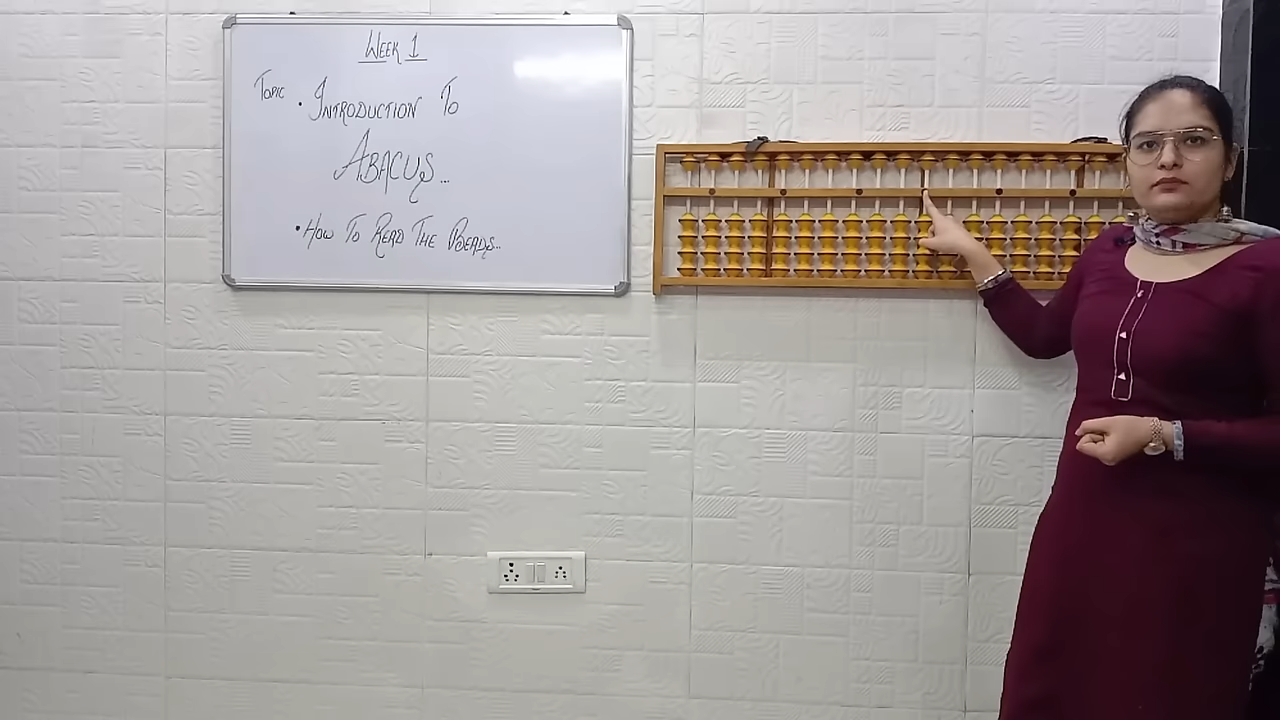 WEEK 1
TOPIC • INTRODUCTION TO
ABACUS...
• HOW TO READ THE BEADS...